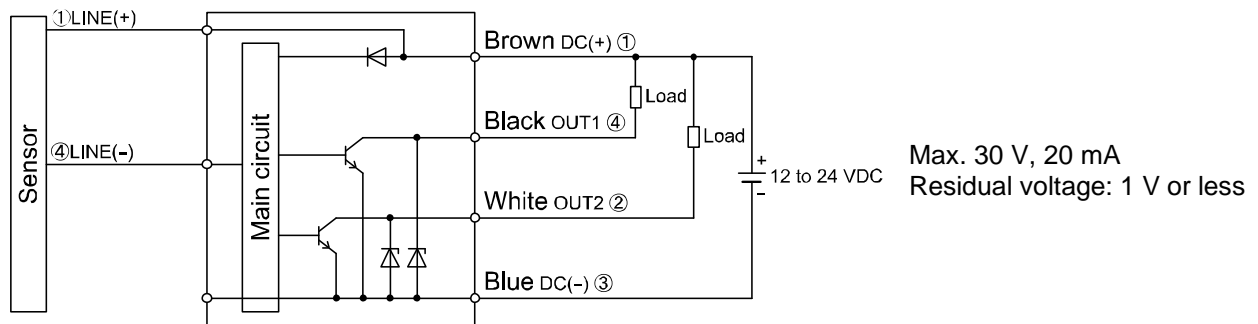 ①LINE(+)
Brown DC(+) ①
Load
Black OUT1 ④
Load
Sensor
④LINE(-)
Main circuit
+
12 to 24 VDC
-
Max. 30 V, 20 mA
Residual voltage: 1 V or less
White OUT2 ②
Blue DC(-) ③